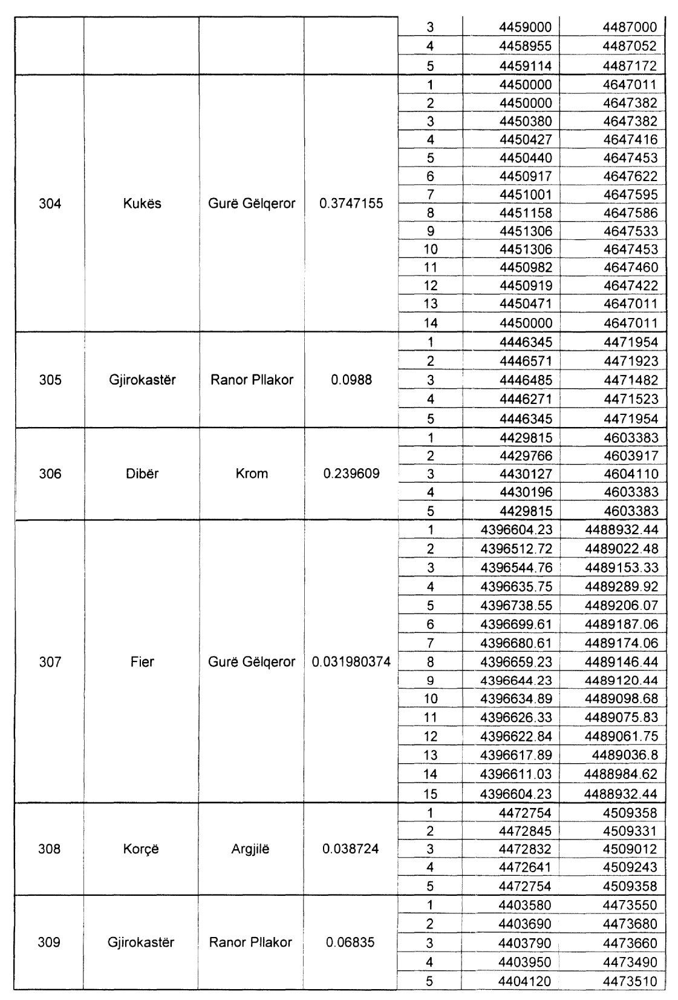 3 4459000 4487000
4 4458955 4487052
5 4459114 4487172
1 4450000 4647011
2 4450000 4647382
3 4450380 4647382
4 4450427 4647416
5 4450440 4647453
6 4450917 4647622
304 Kukës Gurë Gëlqeror 0.3747155 7 4451001 4647595
8 4451158 4647586
9 4451306 4647533
10 4451306 4647453
11 4450982 4647460
12 4450919 4647422
13 4450471 4647011
14 4450000 4647011
1 4446345 4471954
2 4446571 4471923
305 Gjirokastër Ranor Pllakor 0.0988 3 4446485 4471482
4 4446271 4471523
5 4446345 4471954
1 4429815 4603383
2 4429766 4603917
306 Dibër Krom 0.239609 3 4430127 4604110
4 4430196 4603383
5 4429815 4603383
1 4396604.23 4488932.44
2 4396512.72 4489022.48
3 4396544.76 4489153.33
4 4396635.75 4489289.92
5 4396738.55 4489206.07
6 4396699.61 4489187.06
7 4396680.61 4489174.06
307 Fier Gurë Gëlqeror 0.031980374 8 4396659.23 4489146.44
9 4396644.23 4489120.44
10 4396634.89 4489098.68
11 4396626.33 4489075.83
12 4396622.84 4489061.75
13 4396617.89 4489036.8
14 4396611.03 4488984.62
15 4396604.23 4488932.44
1 4472754 4509358
2 4472845 4509331
308 Korçë Argjilë 0.038724 3 4472832 4509012
4 4472641 4509243
5 4472754 4509358
1 4403580 4473550
2 4403690 4473680
309 Gjirokastër Ranor Pllakor 0.06835 3 4403790 4473660
4 4403950 4473490
5 4404120 4473510